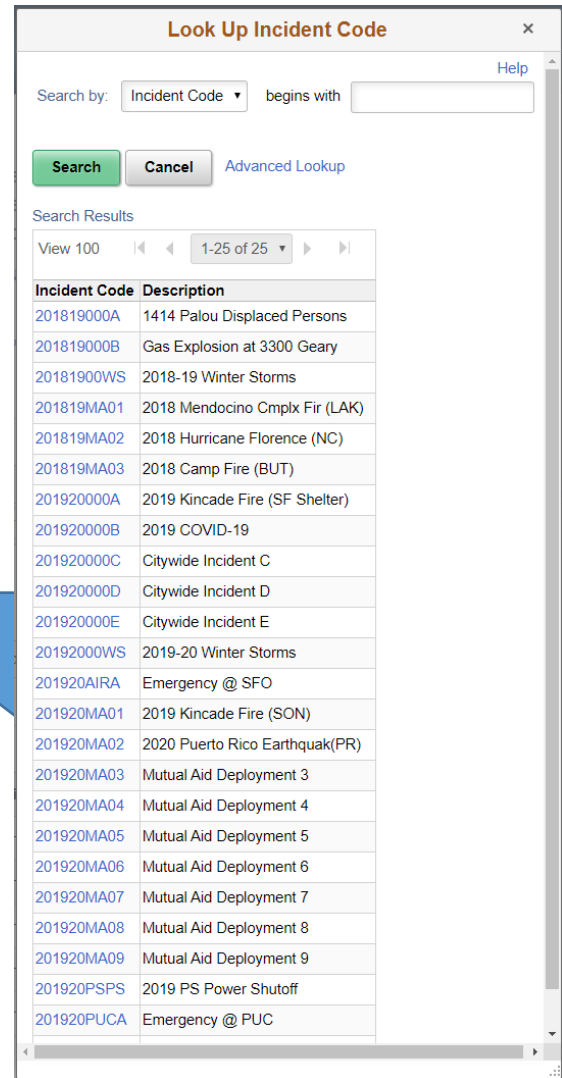 Look Up Incident Code ×
Help
Search by: Incident Code begins with
Search Cancel Advanced Lookup
Search Results
View 100 1-25 of 25
Incident Code Description
201819000A 1414 Palou Displaced Persons
201819000B Gas Explosion at 3300 Geary
20181900WS 2018-19 Winter Storms
201819MA01 2018 Mendocino Cmplx Fir (LAK)
201819MA02 2018 Hurricane Florence (NC)
201819MA03 2018 Camp Fire (BUT)
201920000A 2019 Kincade Fire (SF Shelter)
201920000B 2019 COVID-19
201920000C Citywide Incident C
201920000D Citywide Incident D
201920000E Citywide Incident E
20192000WS 2019-20 Winter Storms
201920AIRA Emergency @ SFO
201920MA01 2019 Kincade Fire (SON)
201920MA02 2020 Puerto Rico Earthquak(PR)
201920MA03 Mutual Aid Deployment 3
201920MA04 Mutual Aid Deployment 4
201920MA05 Mutual Aid Deployment 5
201920MA06 Mutual Aid Deployment 6
201920MA07 Mutual Aid Deployment 7
201920MA08 Mutual Aid Deployment 8
201920MA09 Mutual Aid Deployment 9
201920PSPS 2019 PS Power Shutoff
201920PUCA Emergency @ PUC